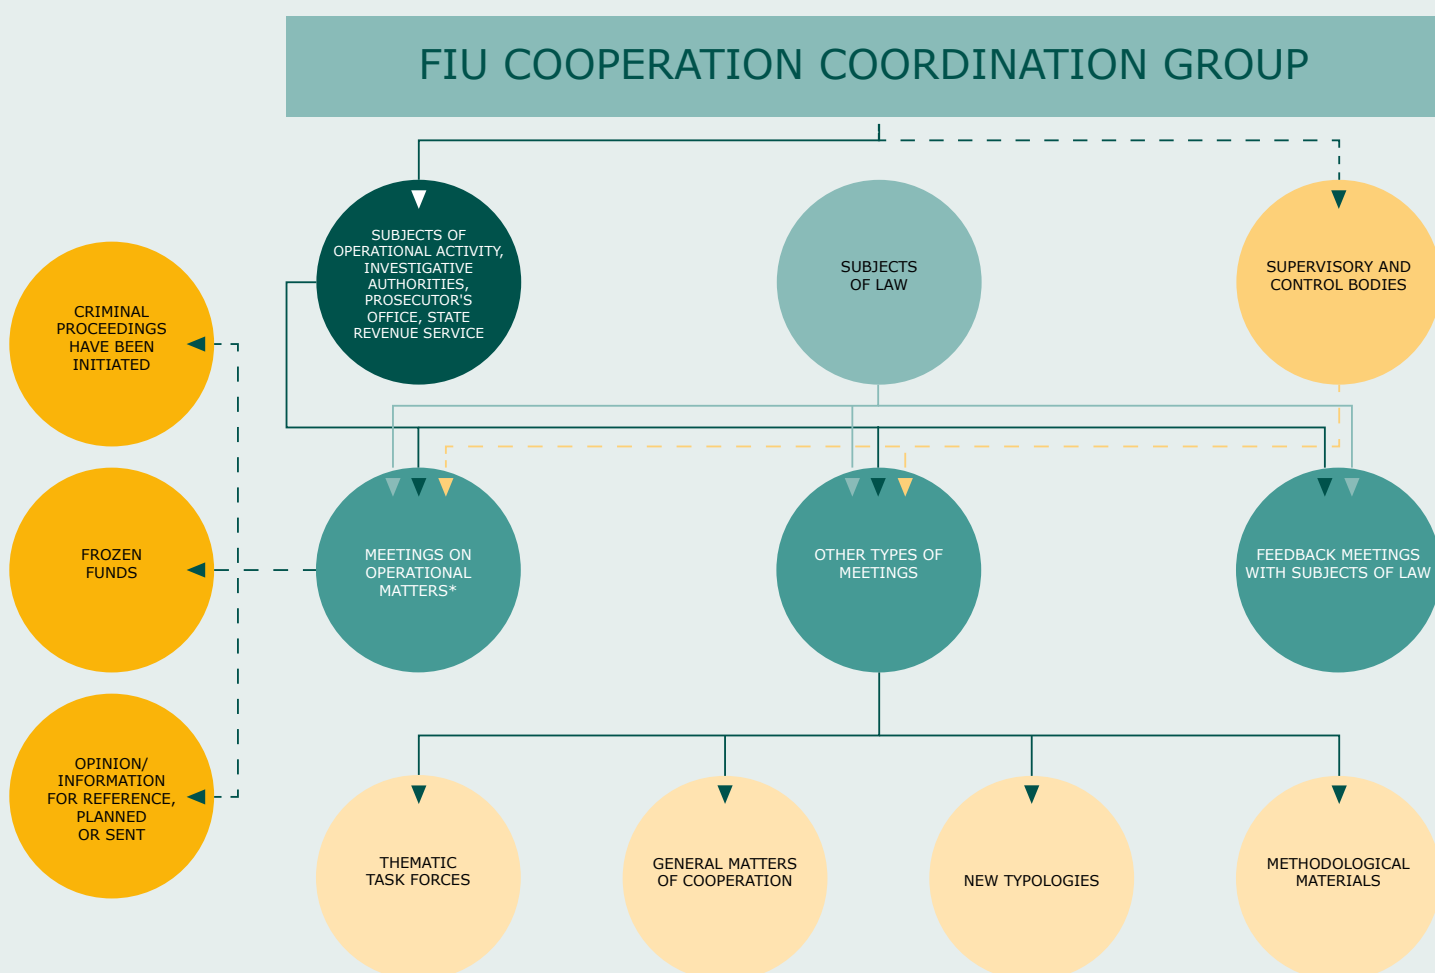 FIU COOPERATION COORDINATION GROUP
SUBJECTS OF
OPERATIONAL ACTIVITY,
INVESTIGATIVE
AUTHORITIES,
PROSECUTOR'S
OFFICE, STATE
REVENUE SERVICE
SUBJECTS
OF LAW
SUPERVISORY AND
CONTROL BODIES
CRIMINAL
PROCEEDINGS
HAVE BEEN
INITIATED
FROZEN
FUNDS
MEETINGS ON
OPERATIONAL
MATTERS*
OTHER TYPES OF
MEETINGS
FEEDBACK MEETINGS
WITH SUBJECTS OF LAW
OPINION/
INFORMATION
FOR REFERENCE,
PLANNED
OR SENT
THEMATIC
TASK FORCES
GENERAL MATTERS
OF COOPERATION
NEW TYPOLOGIES
METHODOLOGICAL
MATERIALS